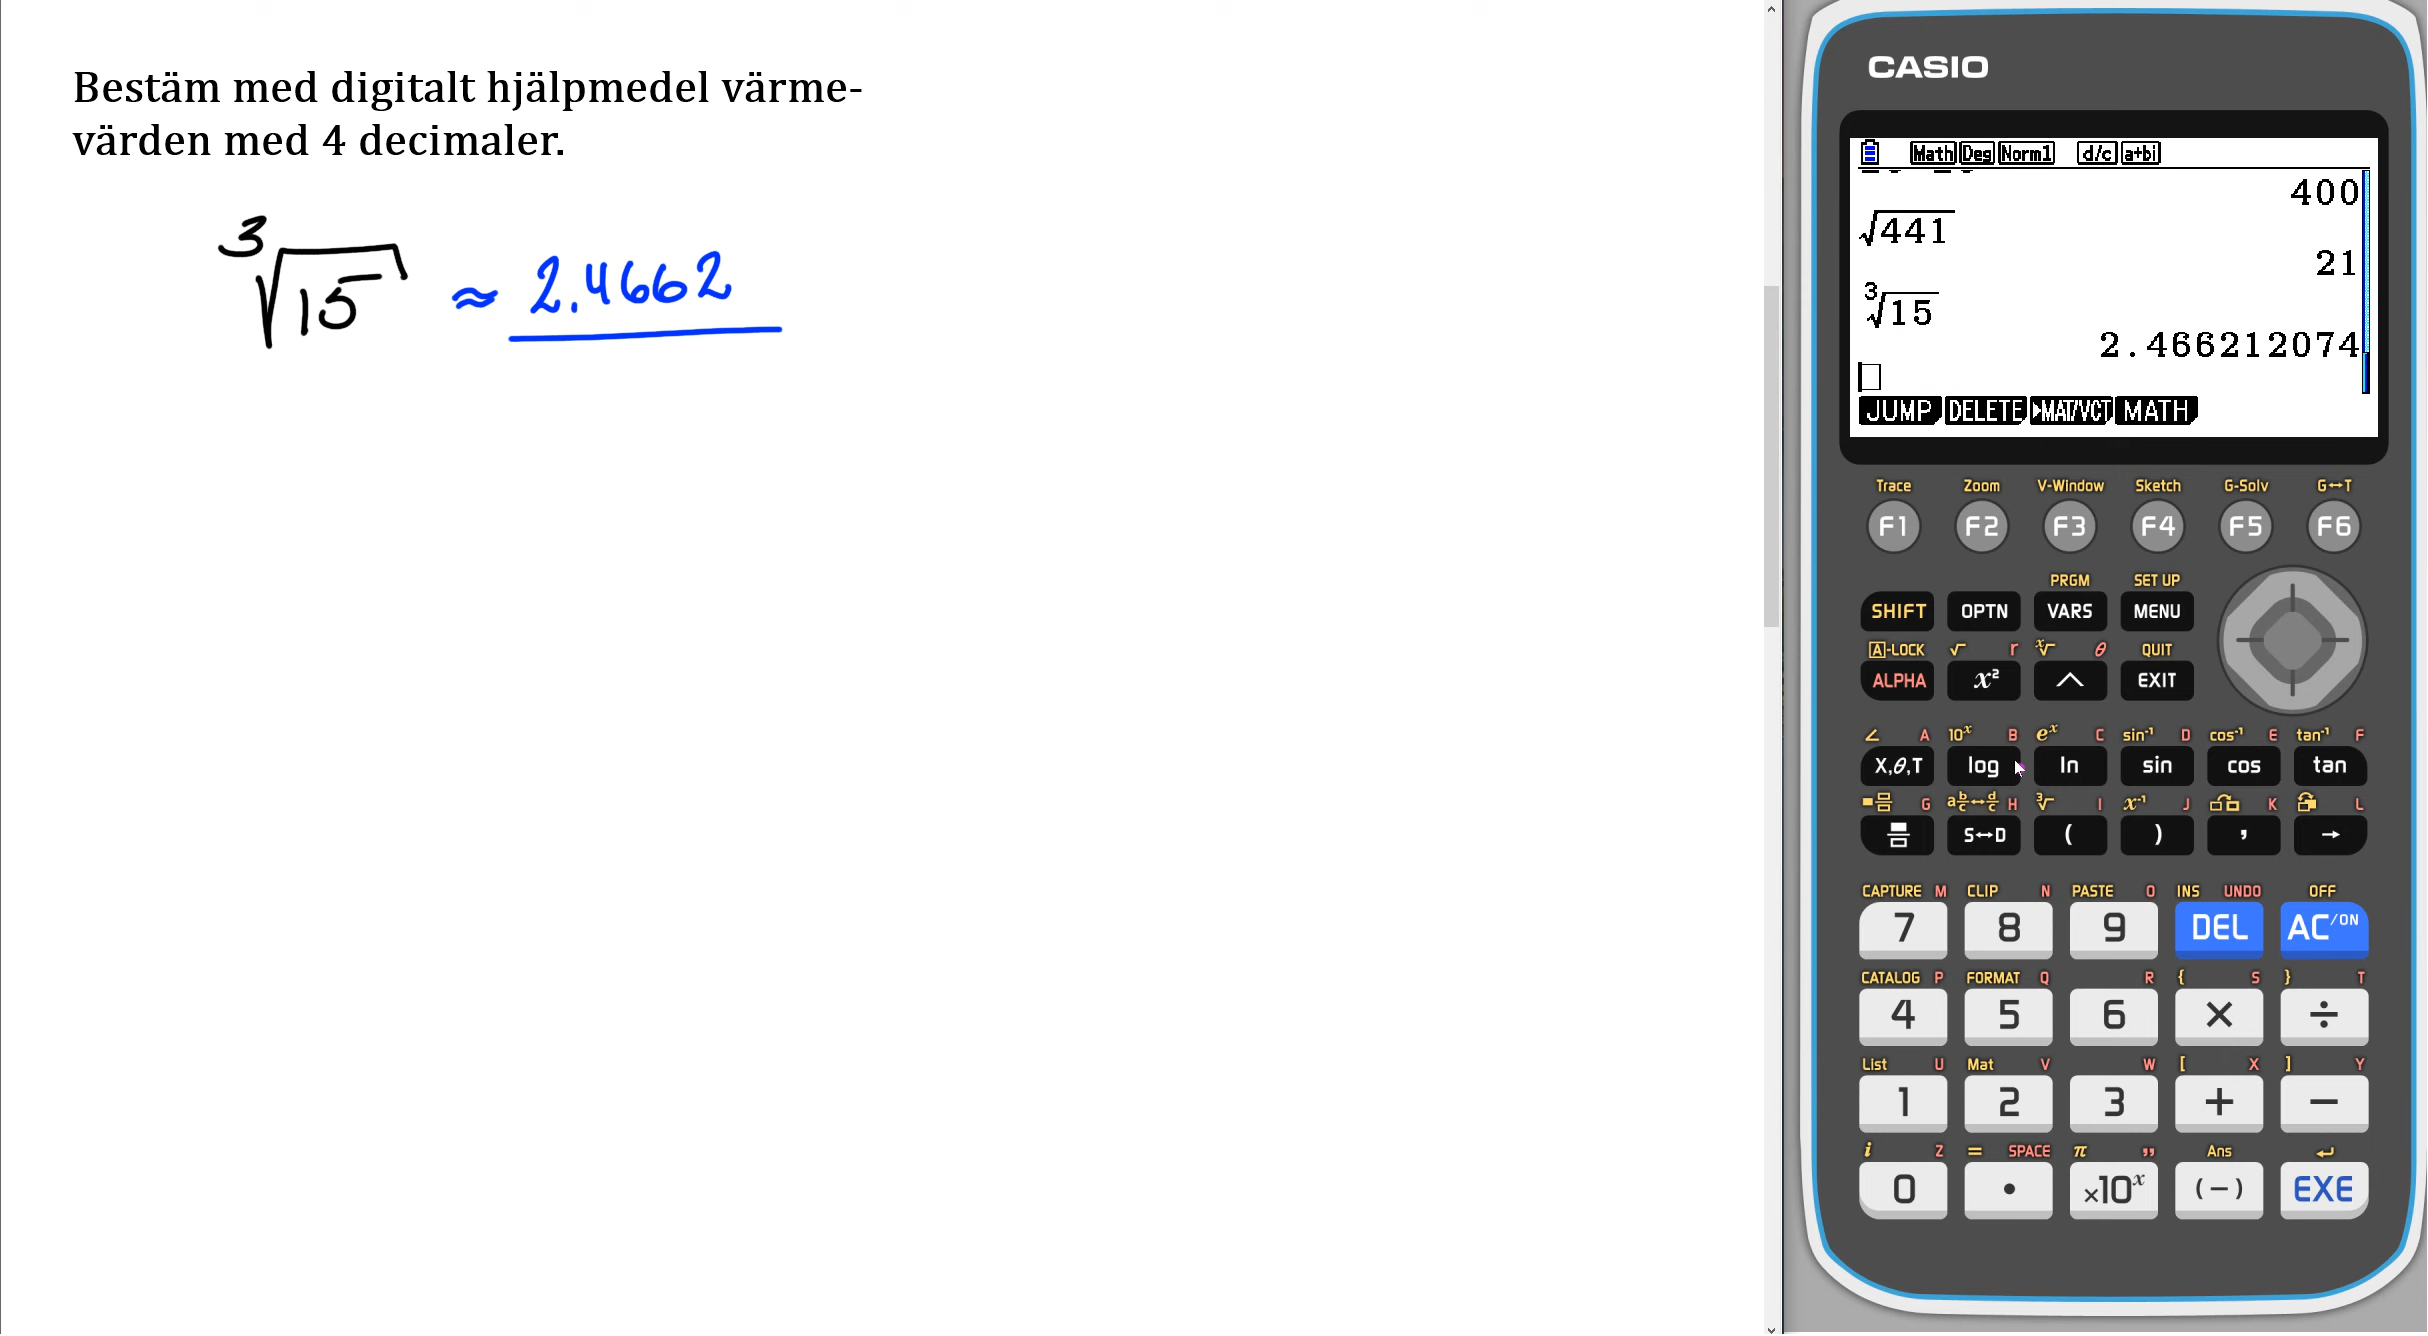 Bestäm med digitalt hjälpmedel värme-
värden med 4 decimaler.
³√15 ≈ 2.4662
CASIO
Math Deg Norm1 d/c a+bi
400
√441
21
³√15
2.466212074
JUMP DELETE ▶MAT/VCT MATH
Trace Zoom V-Window Sketch G-Solv G↔T
F1 F2 F3 F4 F5 F6
PRGM SET UP
SHIFT OPTN VARS MENU
A-LOCK √ r ˣ√ θ QUIT
ALPHA x² ^ EXIT
∠ A 10ˣ B eˣ C sin⁻¹ D cos⁻¹ E tan⁻¹ F
X,θ,T log ln sin cos tan
G a b/c↔d/c H ³√ I x⁻¹ J K L
S↔D ( ) , →
CAPTURE M CLIP N PASTE O INS UNDO OFF
7 8 9 DEL AC/ON
CATALOG P FORMAT Q R { S } T
4 5 6 × ÷
List U Mat V W [ X ] Y
1 2 3 + −
i Z = SPACE π " Ans ↵
0 • ×10ˣ (−) EXE